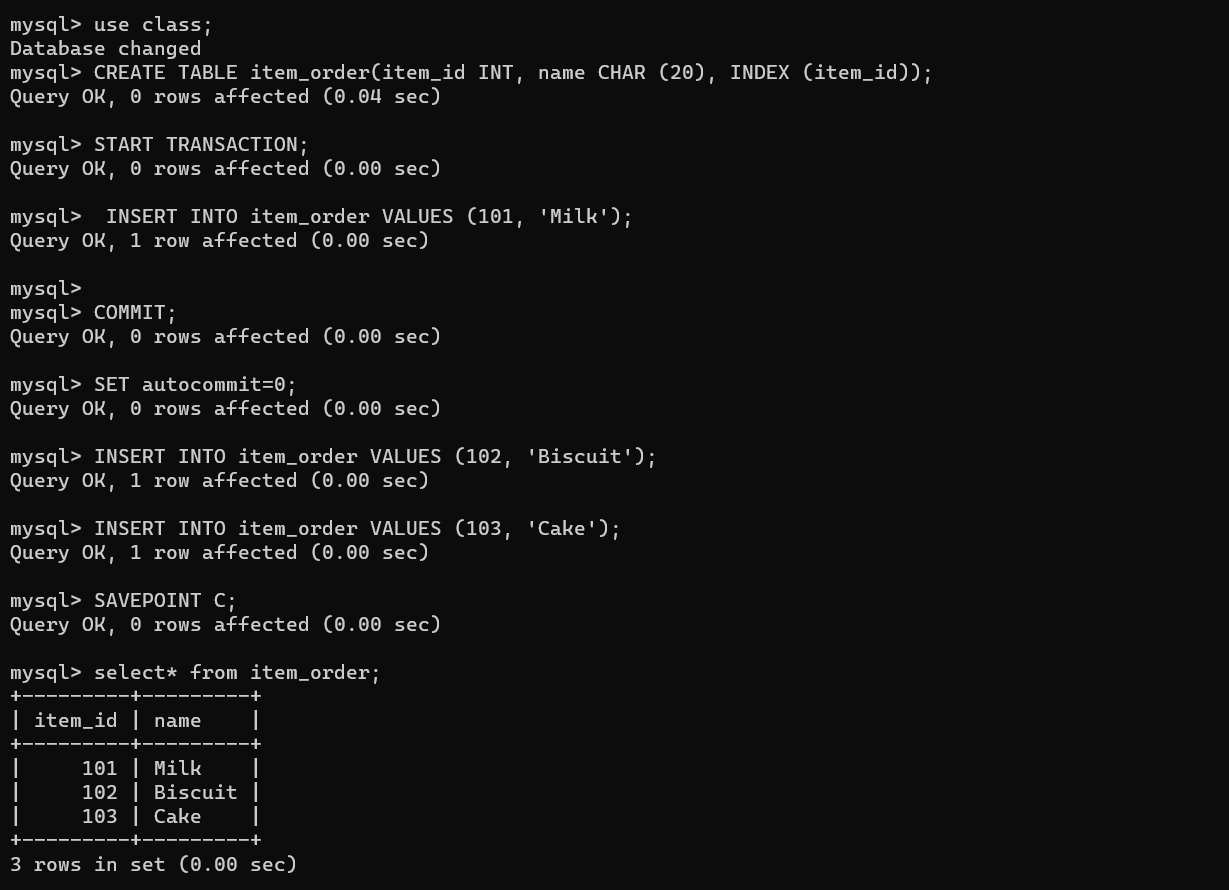 mysql> use class;
Database changed
mysql> CREATE TABLE item_order(item_id INT, name CHAR (20), INDEX (item_id));
Query OK, 0 rows affected (0.04 sec)

mysql> START TRANSACTION;
Query OK, 0 rows affected (0.00 sec)

mysql>  INSERT INTO item_order VALUES (101, 'Milk');
Query OK, 1 row affected (0.00 sec)

mysql>
mysql> COMMIT;
Query OK, 0 rows affected (0.00 sec)

mysql> SET autocommit=0;
Query OK, 0 rows affected (0.00 sec)

mysql> INSERT INTO item_order VALUES (102, 'Biscuit');
Query OK, 1 row affected (0.00 sec)

mysql> INSERT INTO item_order VALUES (103, 'Cake');
Query OK, 1 row affected (0.00 sec)

mysql> SAVEPOINT C;
Query OK, 0 rows affected (0.00 sec)

mysql> select* from item_order;
+---------+---------+
| item_id | name    |
+---------+---------+
|     101 | Milk    |
|     102 | Biscuit |
|     103 | Cake    |
+---------+---------+
3 rows in set (0.00 sec)